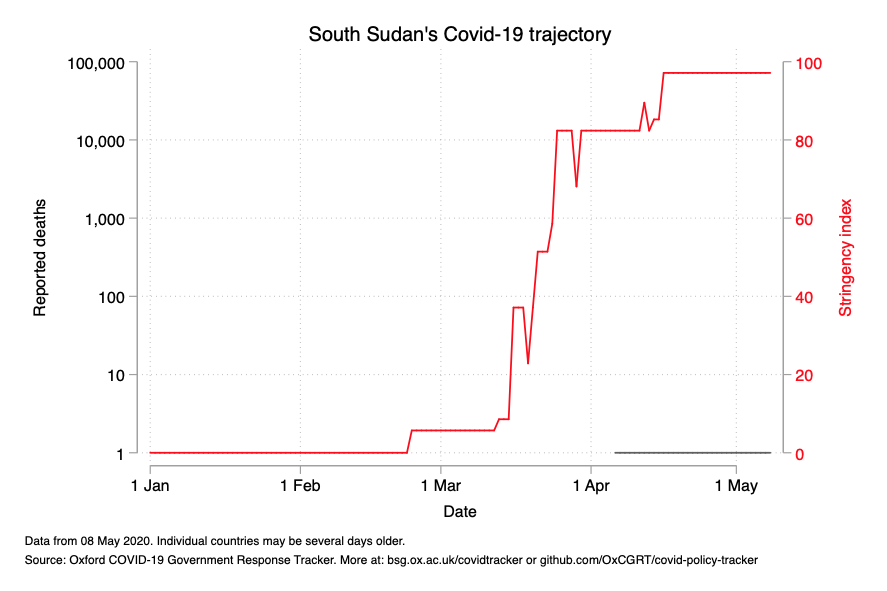 South Sudan's Covid-19 trajectory
100,000
10,000
1,000
100
10
1
Reported deaths
100
80
60
40
20
0
Stringency index
1 Jan
1 Feb
1 Mar
1 Apr
1 May
Date
Data from 08 May 2020. Individual countries may be several days older.
Source: Oxford COVID-19 Government Response Tracker. More at: bsg.ox.ac.uk/covidtracker or github.com/OxCGRT/covid-policy-tracker